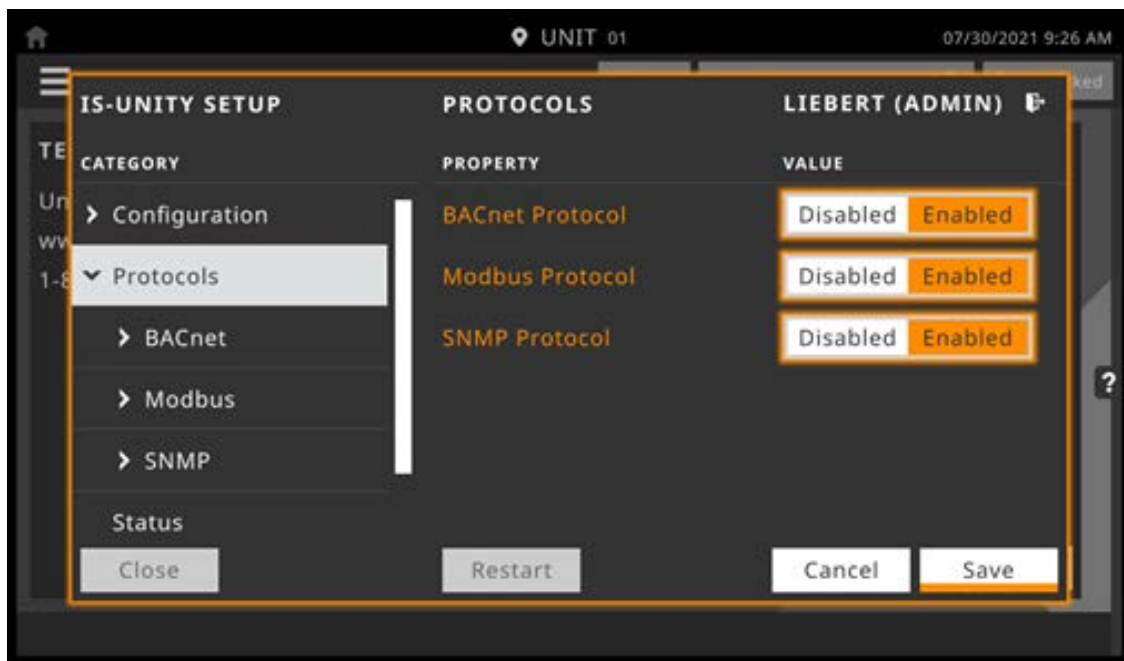 UNIT 01
07/30/2021 9:26 AM
IS-UNITY SETUP PROTOCOLS LIEBERT (ADMIN)
CATEGORY PROPERTY VALUE
Configuration BACnet Protocol Disabled Enabled
Protocols Modbus Protocol Disabled Enabled
BACnet SNMP Protocol Disabled Enabled
Modbus
?
SNMP
Status
Close Restart Cancel Save